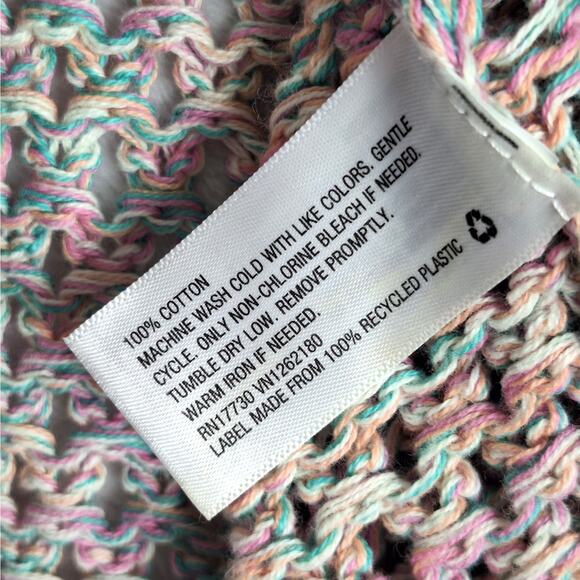 100% COTTON
MACHINE WASH COLD WITH LIKE COLORS. GENTLE
CYCLE. ONLY NON-CHLORINE BLEACH IF NEEDED.
TUMBLE DRY LOW. REMOVE PROMPTLY.
WARM IRON IF NEEDED.
RN17730 VN1262180
LABEL MADE FROM 100% RECYCLED PLASTIC